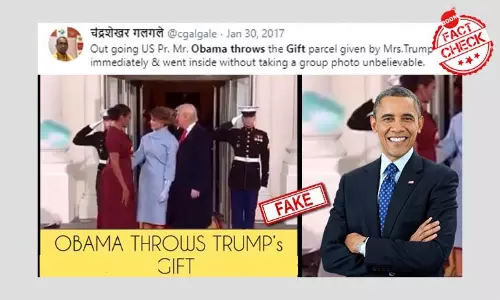 चंद्रशेखर गलगले @cgalgale · Jan 30, 2017
Out going US Pr. Mr. Obama throws the Gift parcel given by Mrs.Trump
immediately & went inside without taking a group photo unbelievable.
FACT
CHECK
FAKE
OBAMA THROWS TRUMP's
GIFT